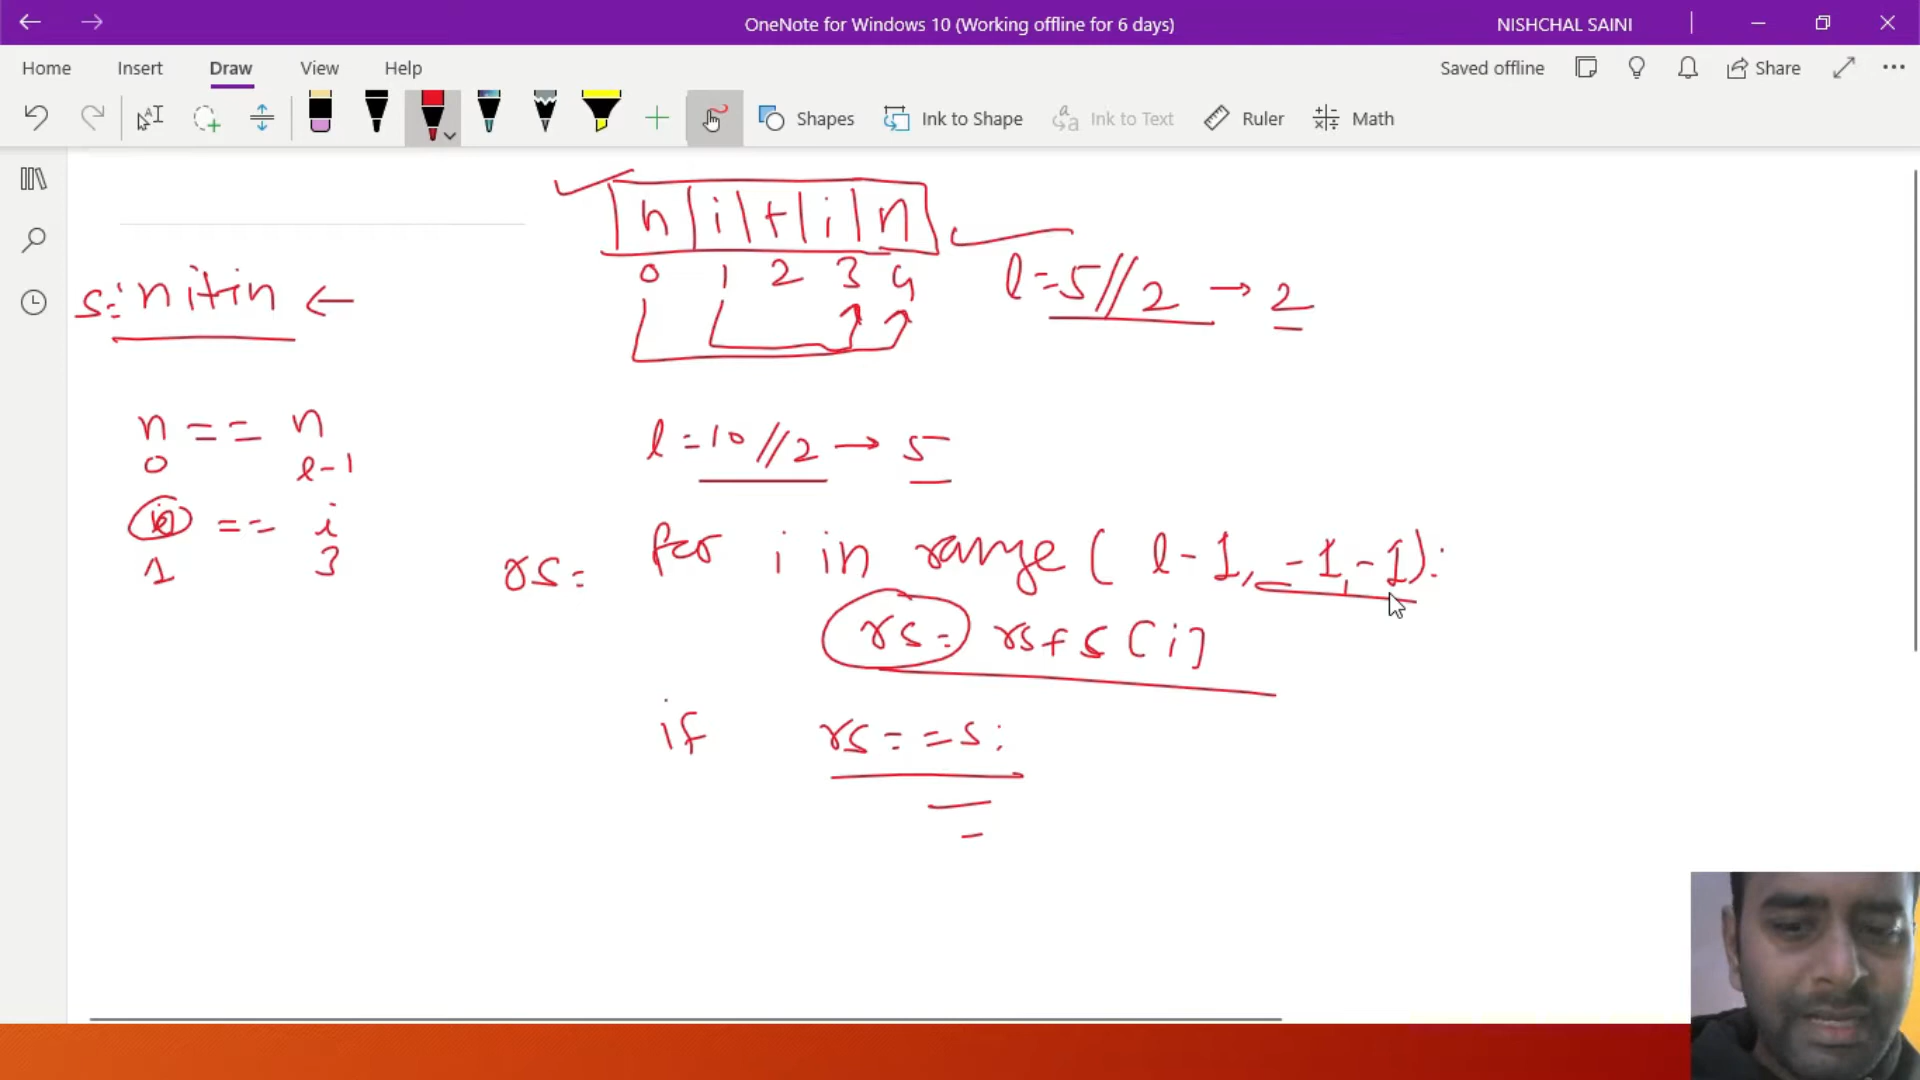 OneNote for Windows 10 (Working offline for 6 days)
NISHCHAL SAINI
Home Insert Draw View Help
Saved offline
Share
Shapes Ink to Shape Ink to Text Ruler Math
n|i|t|i|n
0 1 2 3 4
l=5//2 → 2
s='nitin ←
n == n
0 l-1
l=10//2 → 5
== i
1 3
for i in range( l-1, -1, -1):
rs=
rs= rs+s[i]
if rs==s: